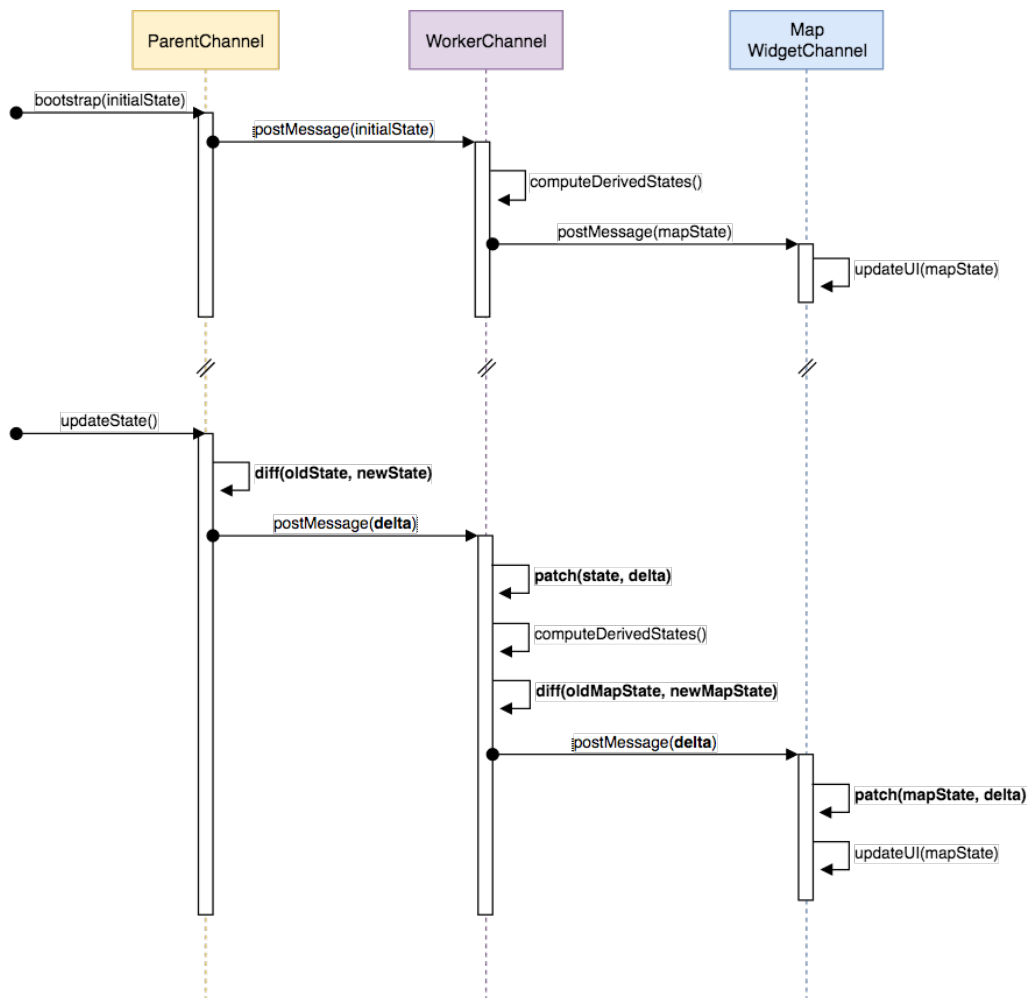 ParentChannel
WorkerChannel
Map
WidgetChannel
bootstrap(initialState)
postMessage(initialState)
computeDerivedStates()
postMessage(mapState)
updateUI(mapState)
updateState()
diff(oldState, newState)
postMessage(delta)
patch(state, delta)
computeDerivedStates()
diff(oldMapState, newMapState)
postMessage(delta)
patch(mapState, delta)
updateUI(mapState)